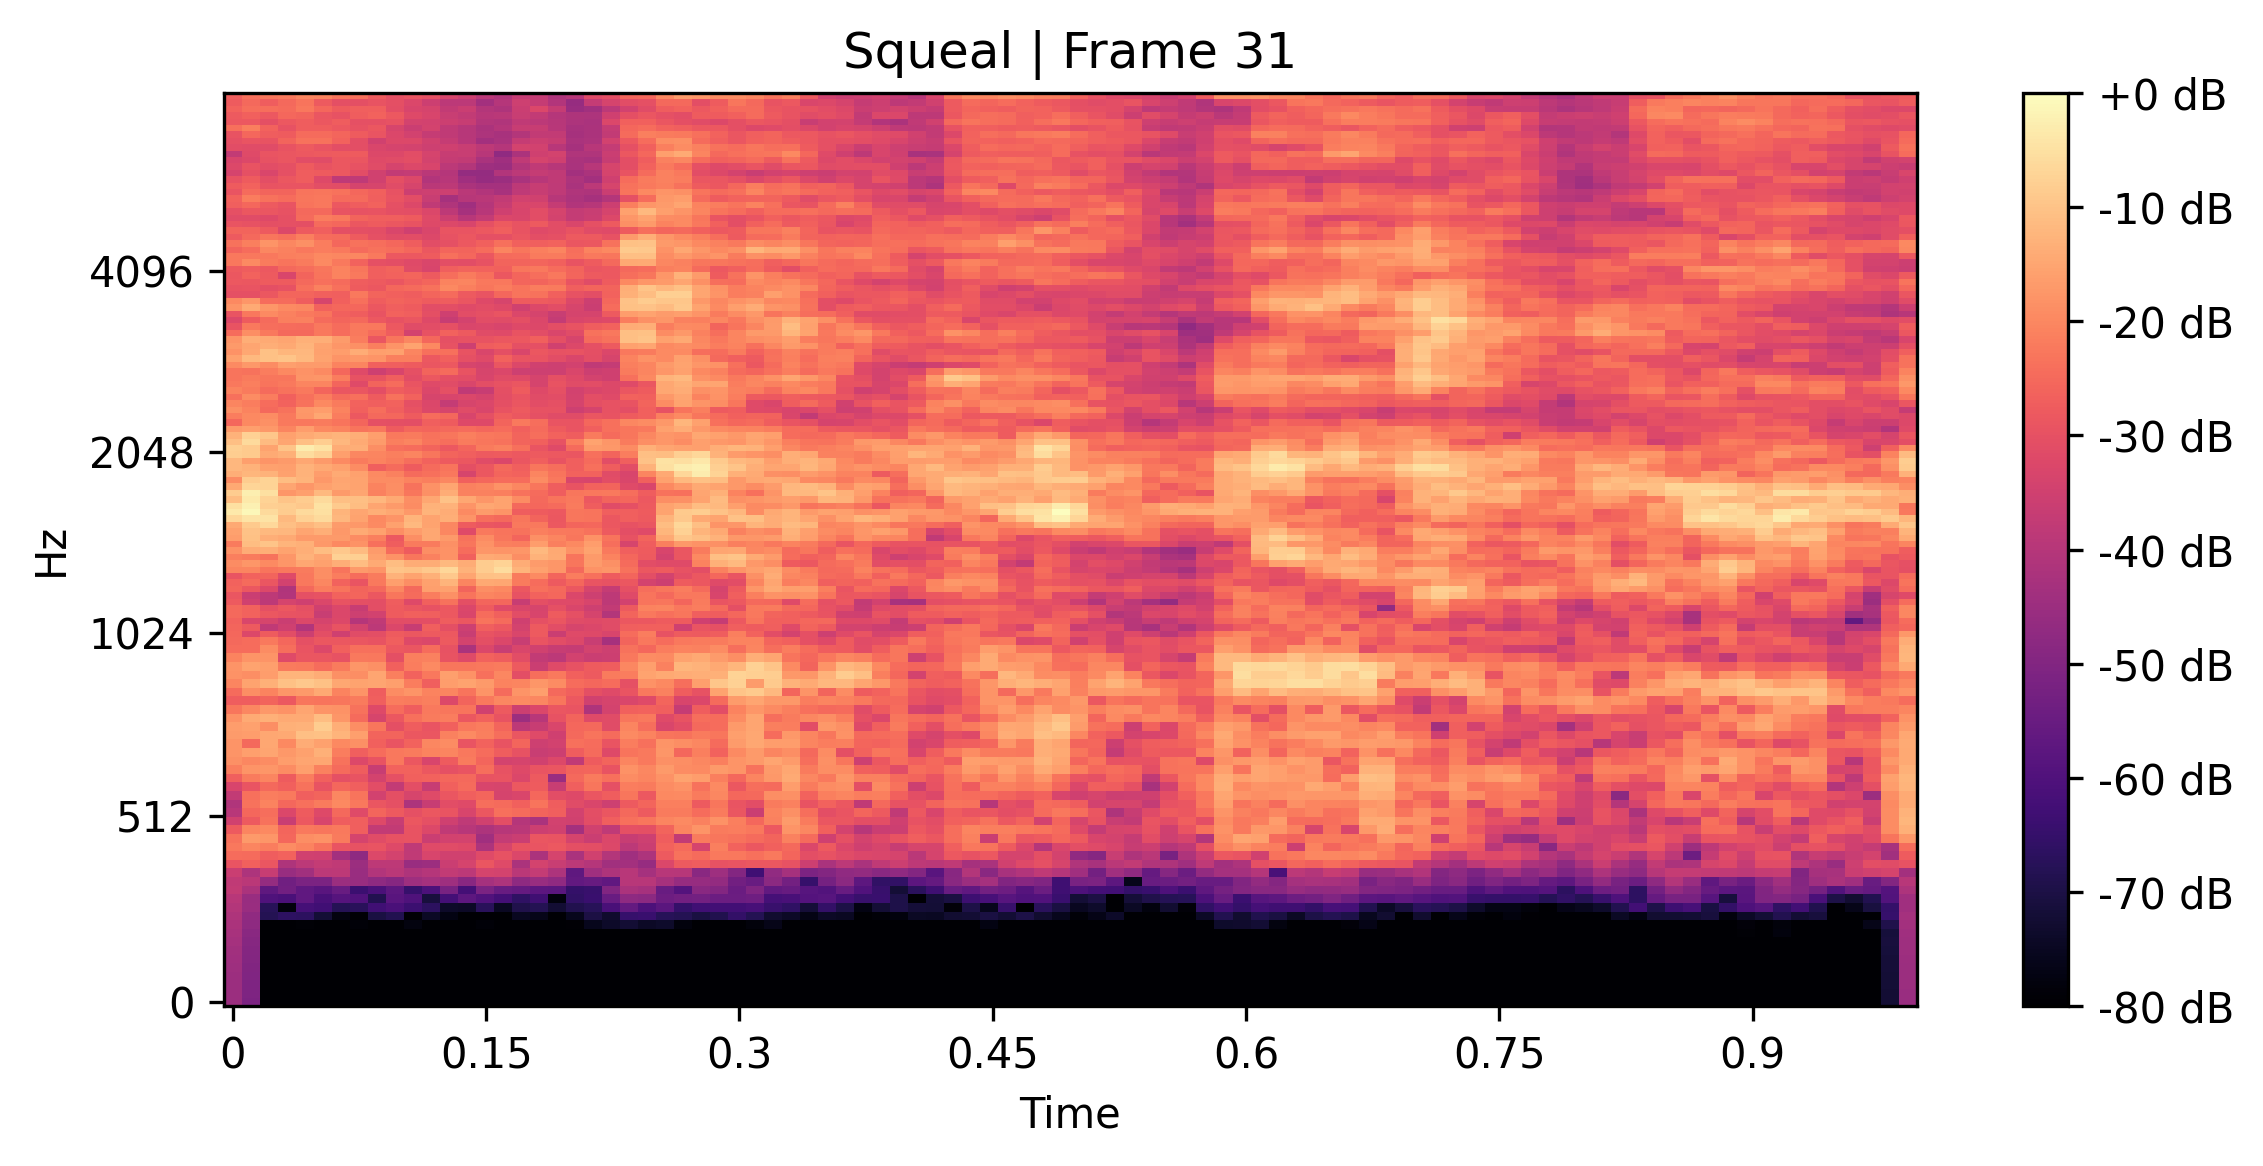 Squeal | Frame 31
+0 dB
-10 dB
-20 dB
-30 dB
-40 dB
-50 dB
-60 dB
-70 dB
-80 dB
4096
2048
1024
512
0
Hz
0 0.15 0.3 0.45 0.6 0.75 0.9
Time